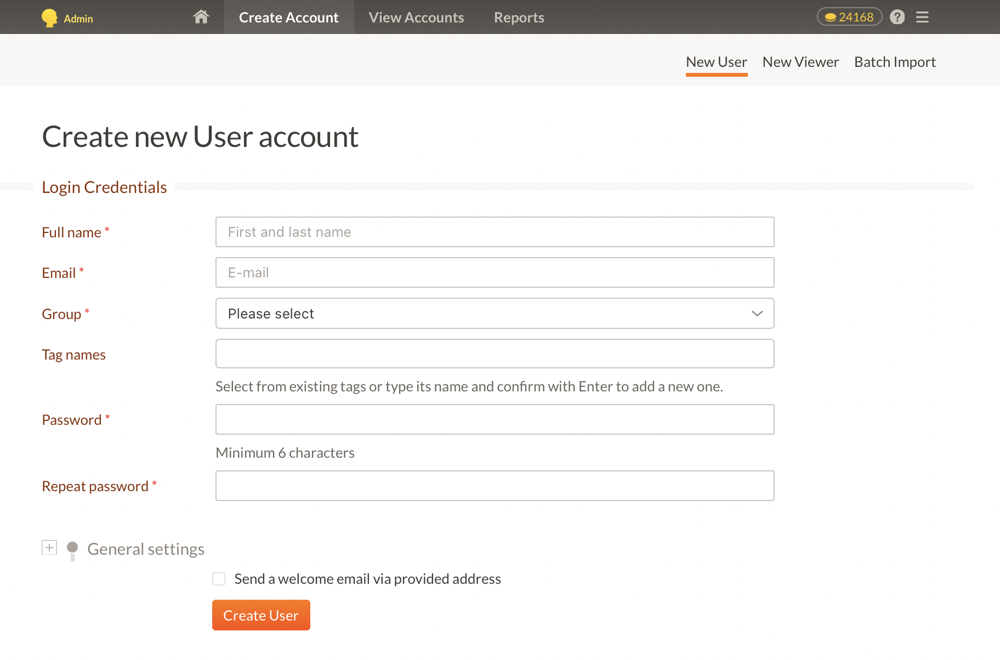 Admin
Create Account
View Accounts
Reports
24168
?
New User
New Viewer
Batch Import
Create new User account
Login Credentials
Full name *
First and last name
Email *
E-mail
Group *
Please select
Tag names
Select from existing tags or type its name and confirm with Enter to add a new one.
Password *
Minimum 6 characters
Repeat password *
General settings
Send a welcome email via provided address
Create User